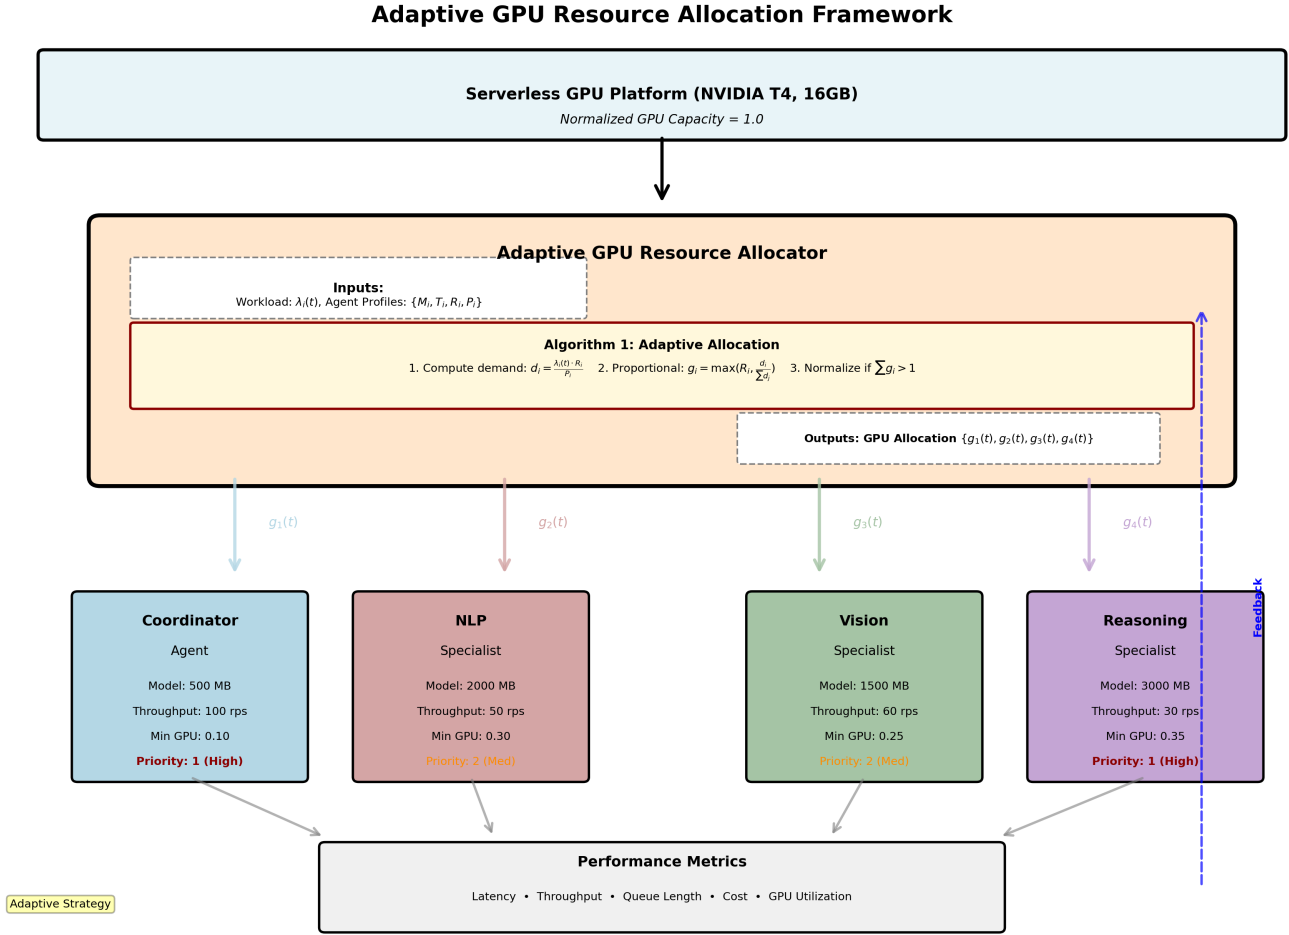 Adaptive GPU Resource Allocation Framework
Serverless GPU Platform (NVIDIA T4, 16GB)
Normalized GPU Capacity = 1.0
Adaptive GPU Resource Allocator
Inputs:
Workload: λᵢ(t), Agent Profiles: {Mᵢ, Tᵢ, Rᵢ, Pᵢ}
Algorithm 1: Adaptive Allocation
1. Compute demand: dᵢ = λᵢ(t)·Rᵢ / Pᵢ    2. Proportional: gᵢ = max(Rᵢ, dᵢ / ∑dⱼ)    3. Normalize if ∑gᵢ > 1
Outputs: GPU Allocation {g₁(t), g₂(t), g₃(t), g₄(t)}
g₁(t)
g₂(t)
g₃(t)
g₄(t)
Coordinator
Agent
Model: 500 MB
Throughput: 100 rps
Min GPU: 0.10
Priority: 1 (High)
NLP
Specialist
Model: 2000 MB
Throughput: 50 rps
Min GPU: 0.30
Priority: 2 (Med)
Vision
Specialist
Model: 1500 MB
Throughput: 60 rps
Min GPU: 0.25
Priority: 2 (Med)
Reasoning
Specialist
Model: 3000 MB
Throughput: 30 rps
Min GPU: 0.35
Priority: 1 (High)
Feedback
Performance Metrics
Latency • Throughput • Queue Length • Cost • GPU Utilization
Adaptive Strategy